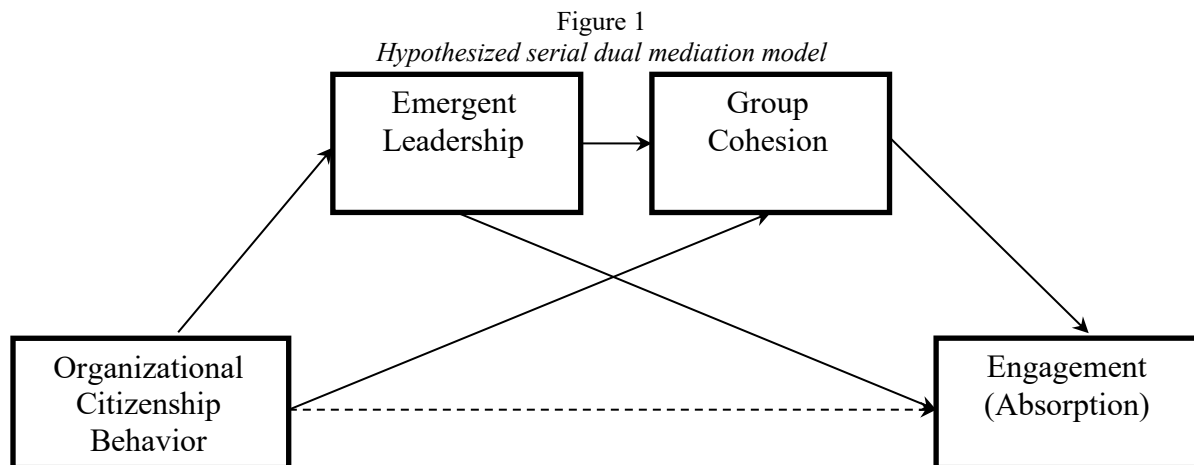 Figure 1
Hypothesized serial dual mediation model
Emergent
Leadership
Group
Cohesion
Organizational
Citizenship
Behavior
Engagement
(Absorption)